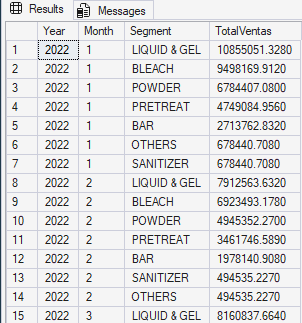 Results Messages
Year Month Segment TotalVentas
1 2022 1 LIQUID & GEL 10855051.3280
2 2022 1 BLEACH 9498169.9120
3 2022 1 POWDER 6784407.0800
4 2022 1 PRETREAT 4749084.9560
5 2022 1 BAR 2713762.8320
6 2022 1 OTHERS 678440.7080
7 2022 1 SANITIZER 678440.7080
8 2022 2 LIQUID & GEL 7912563.6320
9 2022 2 BLEACH 6923493.1780
10 2022 2 POWDER 4945352.2700
11 2022 2 PRETREAT 3461746.5890
12 2022 2 BAR 1978140.9080
13 2022 2 SANITIZER 494535.2270
14 2022 2 OTHERS 494535.2270
15 2022 3 LIQUID & GEL 8160837.6640